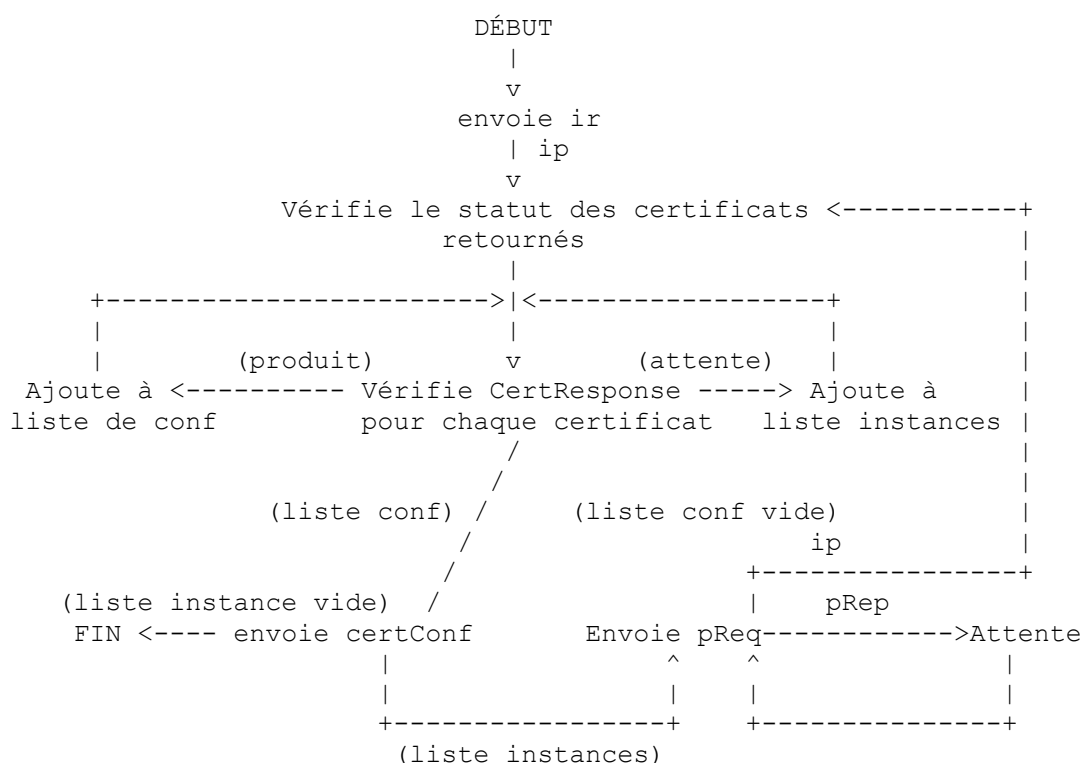 DÉBUT
|
v
envoie ir
| ip
v
Vérifie le statut des certificats <-----------+
retournés |
| |
+------------------------>|<------------------+ |
| | | |
| (produit) v (attente) | |
Ajoute à <---------- Vérifie CertResponse -----> Ajoute à |
liste de conf pour chaque certificat liste instances |
/ |
/ |
(liste conf) / (liste conf vide) |
/ ip |
/ +----------------+
(liste instance vide) / | pRep
FIN <---- envoie certConf Envoie pReq------------>Attente
| ^ ^ |
| | | |
+-----------------+ +---------------+
(liste instances)